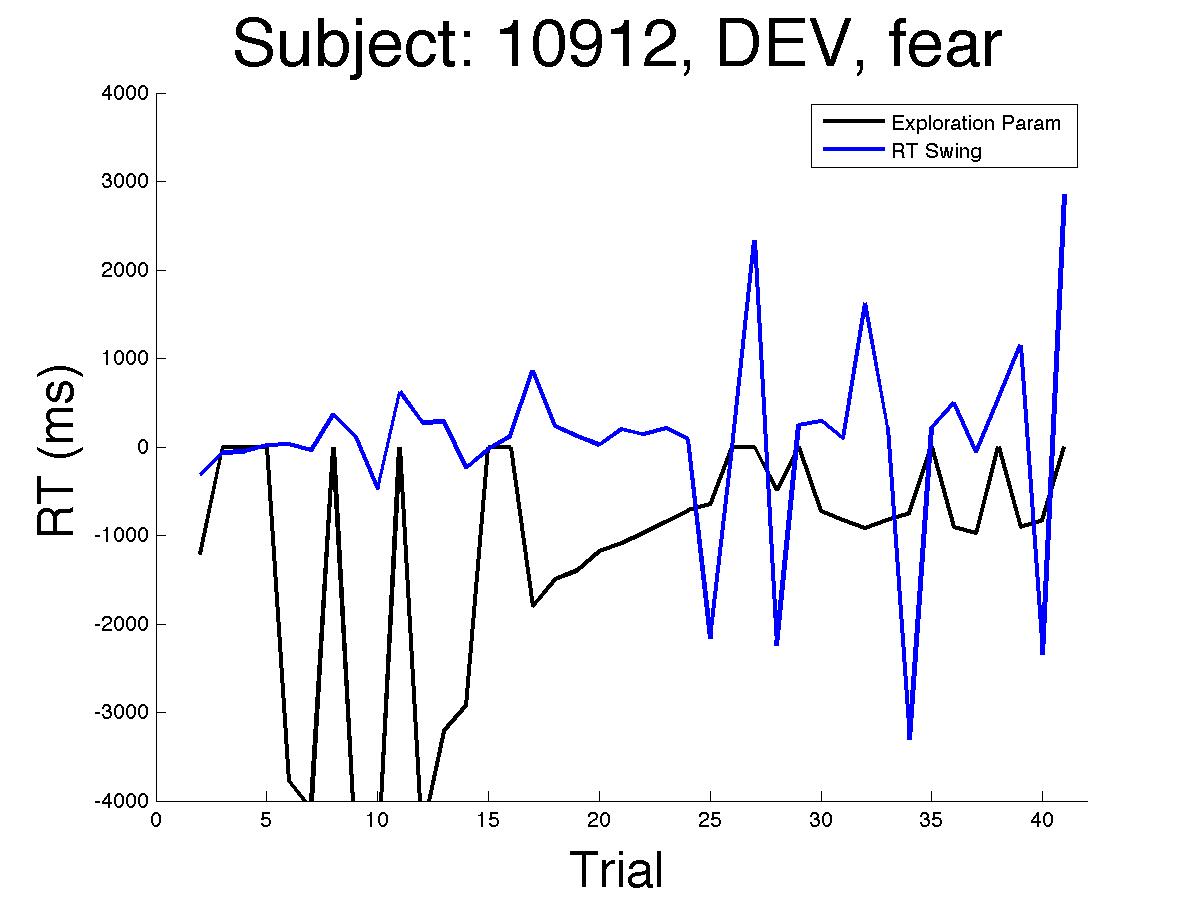 Subject: 10912, DEV, fear
4000
3000
2000
1000
0
-1000
-2000
-3000
-4000
RT (ms)
Exploration Param
RT Swing
0 5 10 15 20 25 30 35 40
Trial